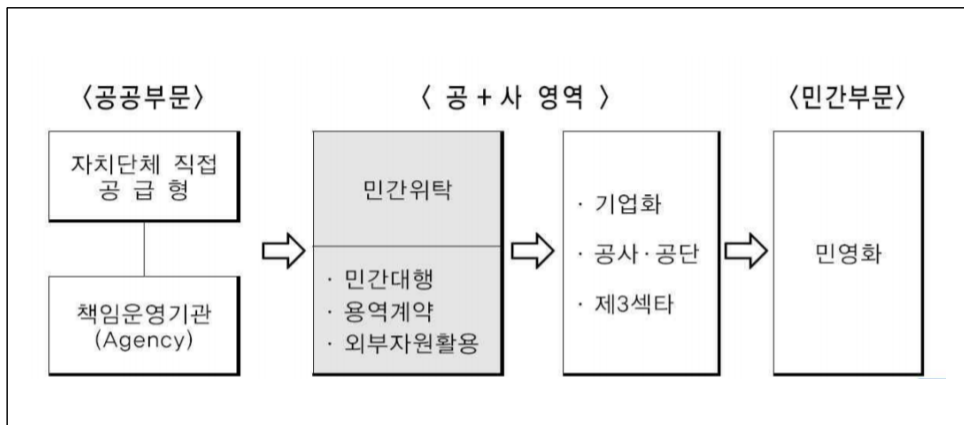 〈공공부문〉
〈 공+사 영역 〉
〈민간부문〉
자치단체 직접
공 급 형
책임운영기관
(Agency)
민간위탁
· 민간대행
· 용역계약
· 외부자원활용
· 기업화
· 공사·공단
· 제3섹타
민영화